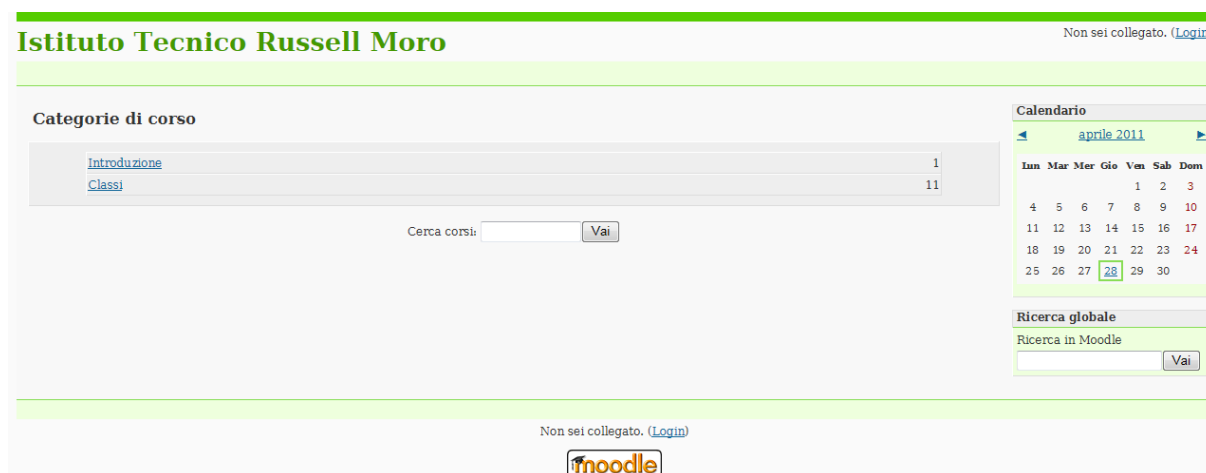 Istituto Tecnico Russell Moro
Non sei collegato. (Login
Categorie di corso
Introduzione 1
Classi 11
Cerca corsi: Vai
Calendario
◄ aprile 2011 ►
Lun Mar Mer Gio Ven Sab Dom
1 2 3
4 5 6 7 8 9 10
11 12 13 14 15 16 17
18 19 20 21 22 23 24
25 26 27 28 29 30
Ricerca globale
Ricerca in Moodle
Vai
Non sei collegato. (Login)
moodle